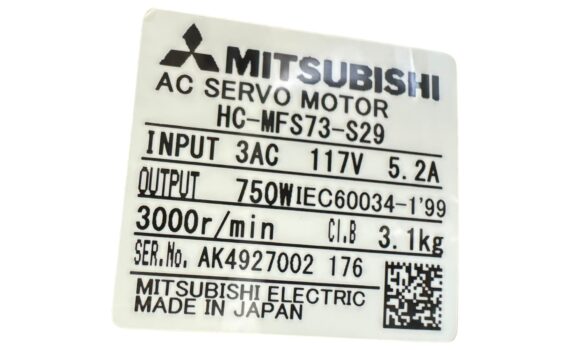 MITSUBISHI
AC SERVO MOTOR
HC-MFS73-S29
INPUT 3AC 117V 5.2A
OUTPUT 750W IEC60034-1'99
3000r/min CI.B 3.1kg
SER.No. AK4927002 176
MITSUBISHI ELECTRIC
MADE IN JAPAN